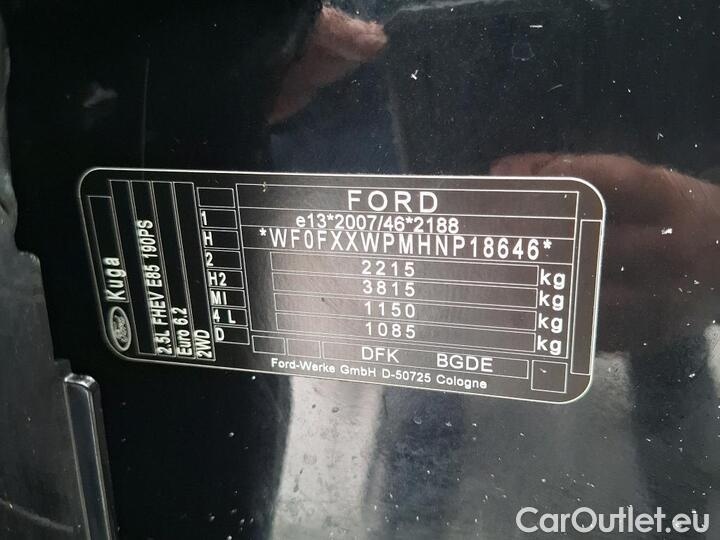 FORD
e13*2007/46*2188
*WF0FXXWPMHNP18646*
2215 kg
3815 kg
1150 kg
1085 kg
DFK BGDE
Ford-Werke GmbH D-50725 Cologne
Ford
Kuga
2.5L FHEV E85 190PS
Euro 6.2
2WD
1
H
2
H2
MI
4 L
D
CarOutlet.eu